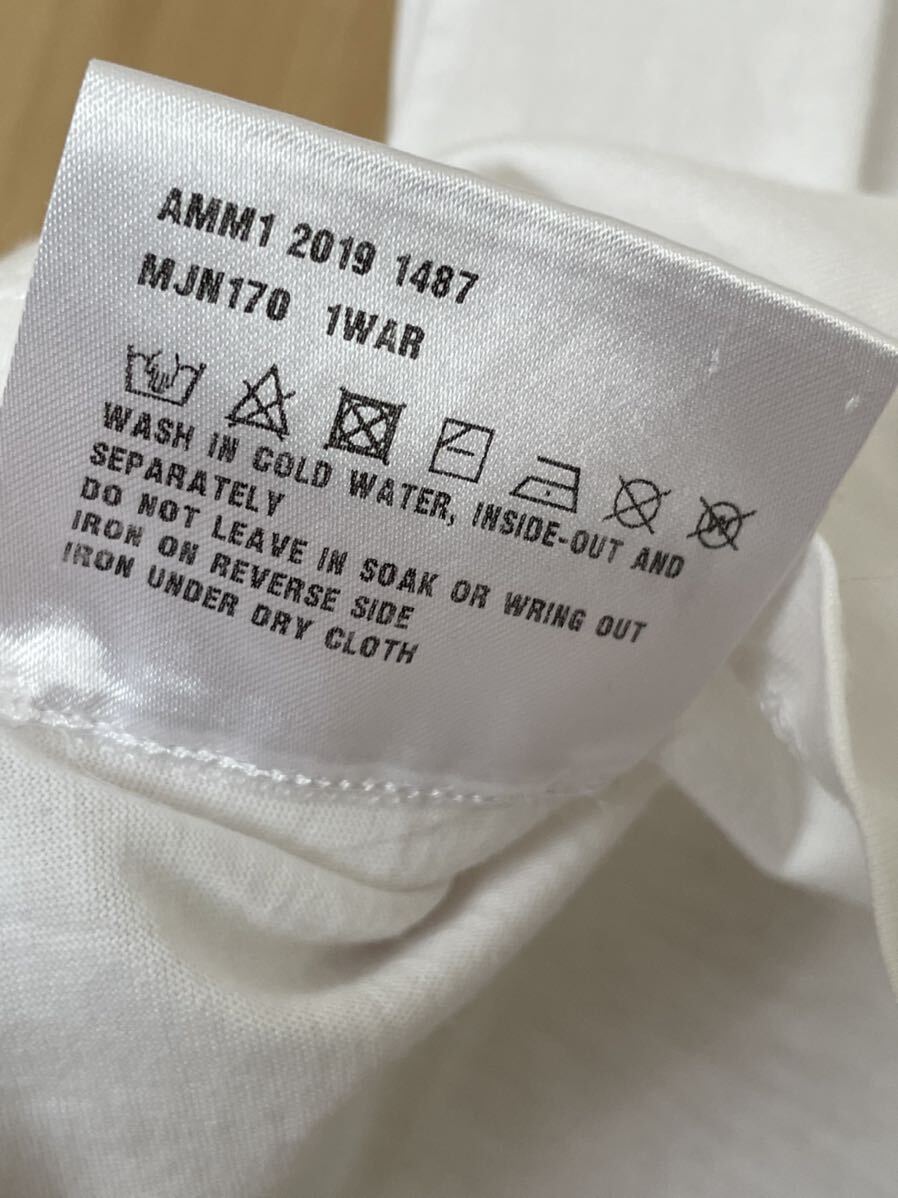 AMM1 2019 1487
MJN170 1WAR
WASH IN COLD WATER, INSIDE-OUT AND
SEPARATELY
DO NOT LEAVE IN SOAK OR WRING OUT
IRON ON REVERSE SIDE
IRON UNDER DRY CLOTH